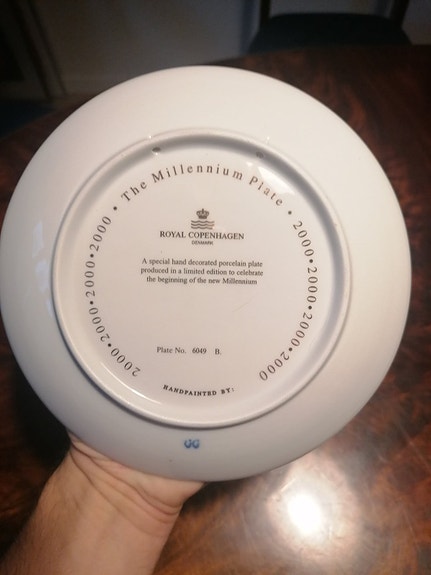 2000•2000•2000•2000 • The Millennium Plate • 2000•2000•2000•2000
ROYAL COPENHAGEN
DENMARK
A special hand decorated porcelain plate
produced in a limited edition to celebrate
the beginning of the new Millennium
Plate No. 6049 B.
HANDPAINTED BY: